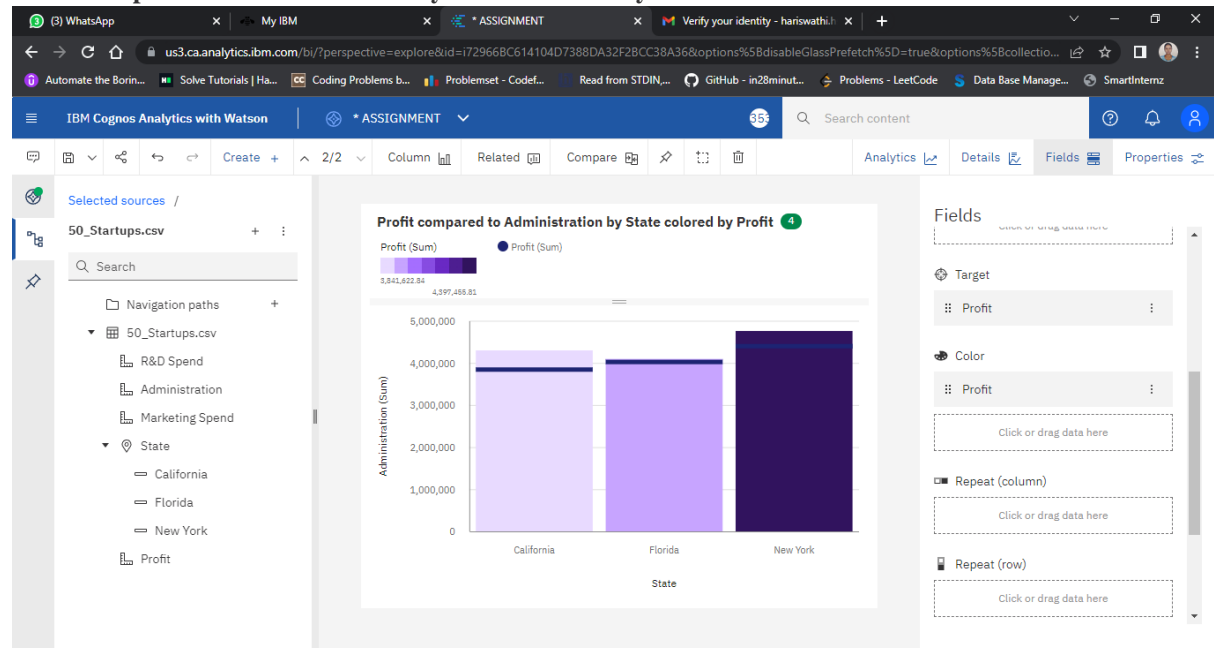 (3) WhatsApp
My IBM
* ASSIGNMENT
Verify your identity - hariswathi.h
us3.ca.analytics.ibm.com/bi/?perspective=explore&id=i72966BC614104D7388DA32F2BCC38A36&options%5BdisableGlassPrefetch%5D=true&options%5Bcollectio...
Automate the Borin...
Solve Tutorials | Ha...
Coding Problems b...
Problemset - Codef...
Read from STDIN,...
GitHub - in28minut...
Problems - LeetCode
Data Base Manage...
SmartInternz
IBM Cognos Analytics with Watson
* ASSIGNMENT
353
Search content
Create +
2/2
Column
Related
Compare
Analytics
Details
Fields
Properties
Selected sources /
50_Startups.csv
Search
Navigation paths
50_Startups.csv
R&D Spend
Administration
Marketing Spend
State
California
Florida
New York
Profit
Profit compared to Administration by State colored by Profit 4
Profit (Sum)
Profit (Sum)
3,841,622.84
4,397,455.81
5,000,000
4,000,000
3,000,000
2,000,000
1,000,000
0
Administration (Sum)
California
Florida
New York
State
Fields
Click or drag data here
Target
Profit
Color
Profit
Click or drag data here
Repeat (column)
Click or drag data here
Repeat (row)
Click or drag data here